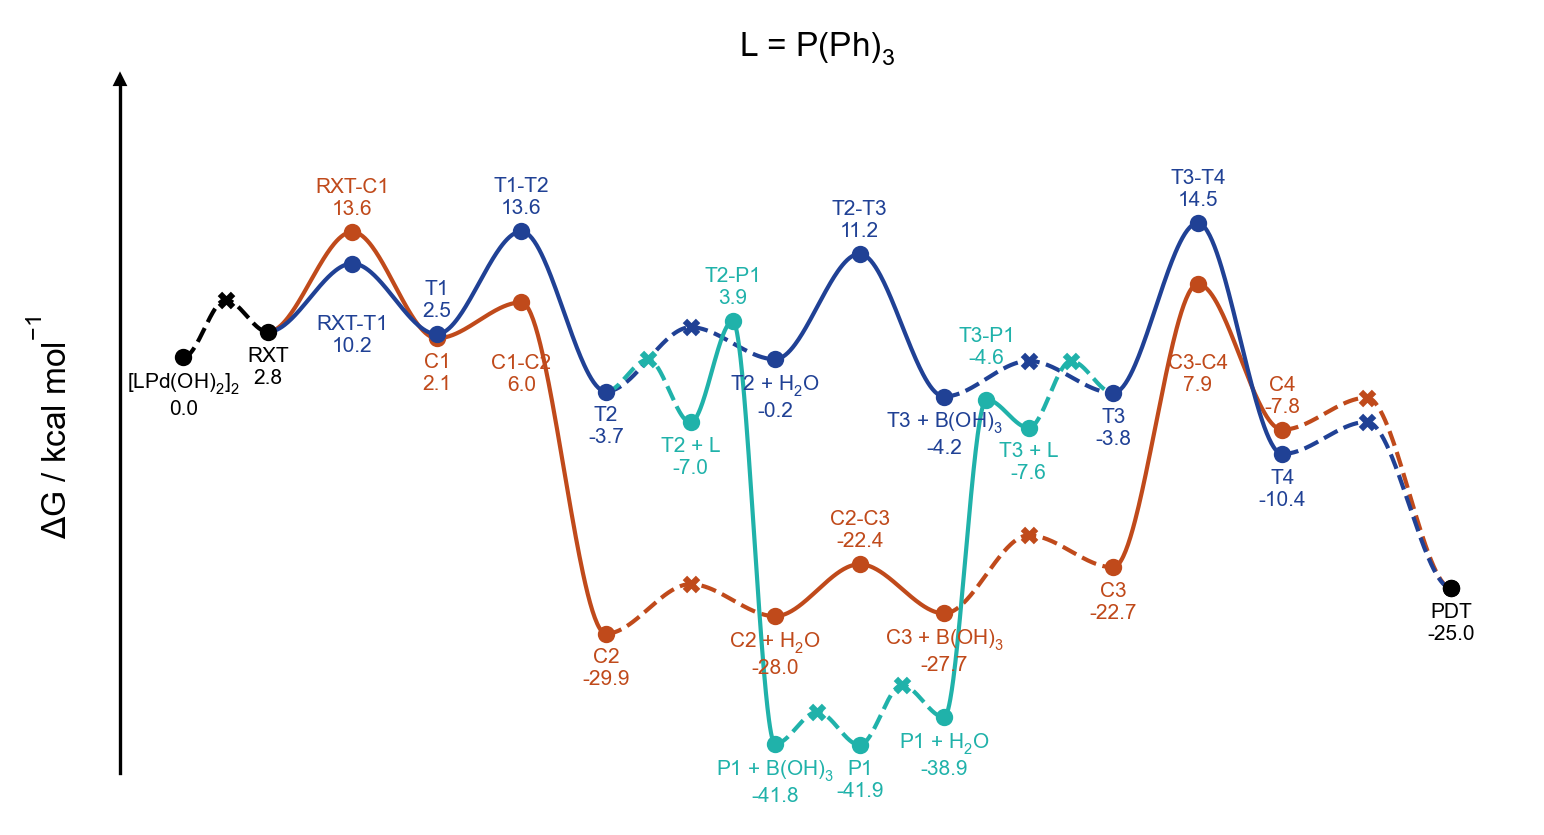 L = P(Ph)₃
ΔG / kcal mol⁻¹
[LPd(OH)₂]₂
0.0
RXT
2.8
RXT-C1
13.6
RXT-T1
10.2
T1
2.5
C1
2.1
T1-T2
13.6
C1-C2
6.0
T2
-3.7
C2
-29.9
T2 + L
-7.0
T2-P1
3.9
T2 + H₂O
-0.2
C2 + H₂O
-28.0
P1 + B(OH)₃
-41.8
T2-T3
11.2
C2-C3
-22.4
P1
-41.9
T3 + B(OH)₃
-4.2
C3 + B(OH)₃
-27.7
P1 + H₂O
-38.9
T3-P1
-4.6
T3 + L
-7.6
T3
-3.8
C3
-22.7
T3-T4
14.5
C3-C4
7.9
C4
-7.8
T4
-10.4
PDT
-25.0